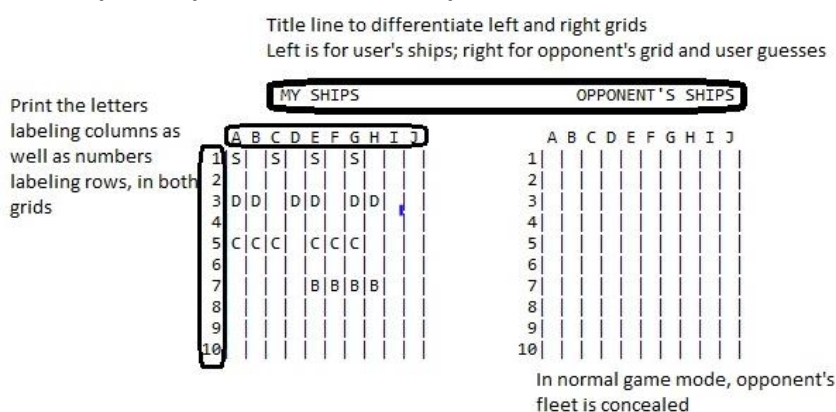 Title line to differentiate left and right grids
Left is for user's ships; right for opponent's grid and user guesses
MY SHIPS OPPONENT'S SHIPS
Print the letters
labeling columns as
well as numbers
labeling rows, in both
grids
A B C D E F G H I J A B C D E F G H I J
1|S| |S| |S| |S| | | | 1| | | | | | | | | | |
2| | | | | | | | | | | 2| | | | | | | | | | |
3|D|D| |D|D| |D|D| | | 3| | | | | | | | | | |
4| | | | | | | | | | | 4| | | | | | | | | | |
5|C|C|C| |C|C|C| | | | 5| | | | | | | | | | |
6| | | | | | | | | | | 6| | | | | | | | | | |
7| | | | |B|B|B|B| | | 7| | | | | | | | | | |
8| | | | | | | | | | | 8| | | | | | | | | | |
9| | | | | | | | | | | 9| | | | | | | | | | |
10| | | | | | | | | | | 10| | | | | | | | | | |
In normal game mode, opponent's
fleet is concealed